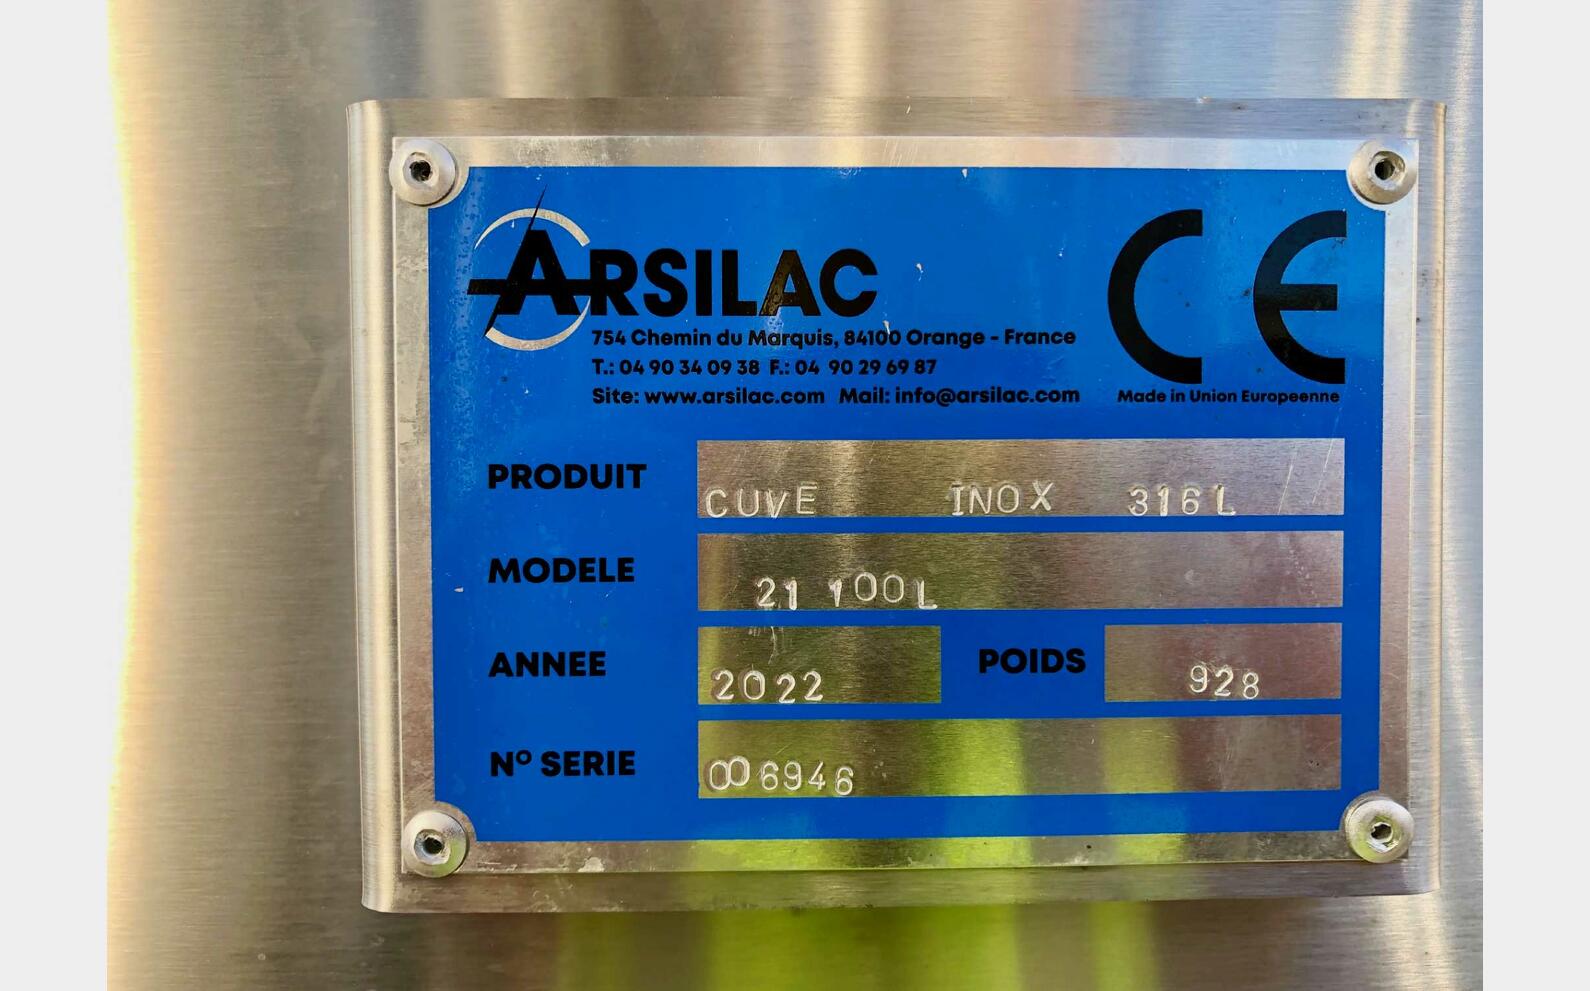 ARSILAC
754 Chemin du Marquis, 84100 Orange - France
T.: 04 90 34 09 38 F.: 04 90 29 69 87
Site: www.arsilac.com Mail: info@arsilac.com
CE
Made in Union Europeenne
PRODUIT CUVE INOX 316L
MODELE 21 100L
ANNEE 2022 POIDS 928
Nº SERIE 006946